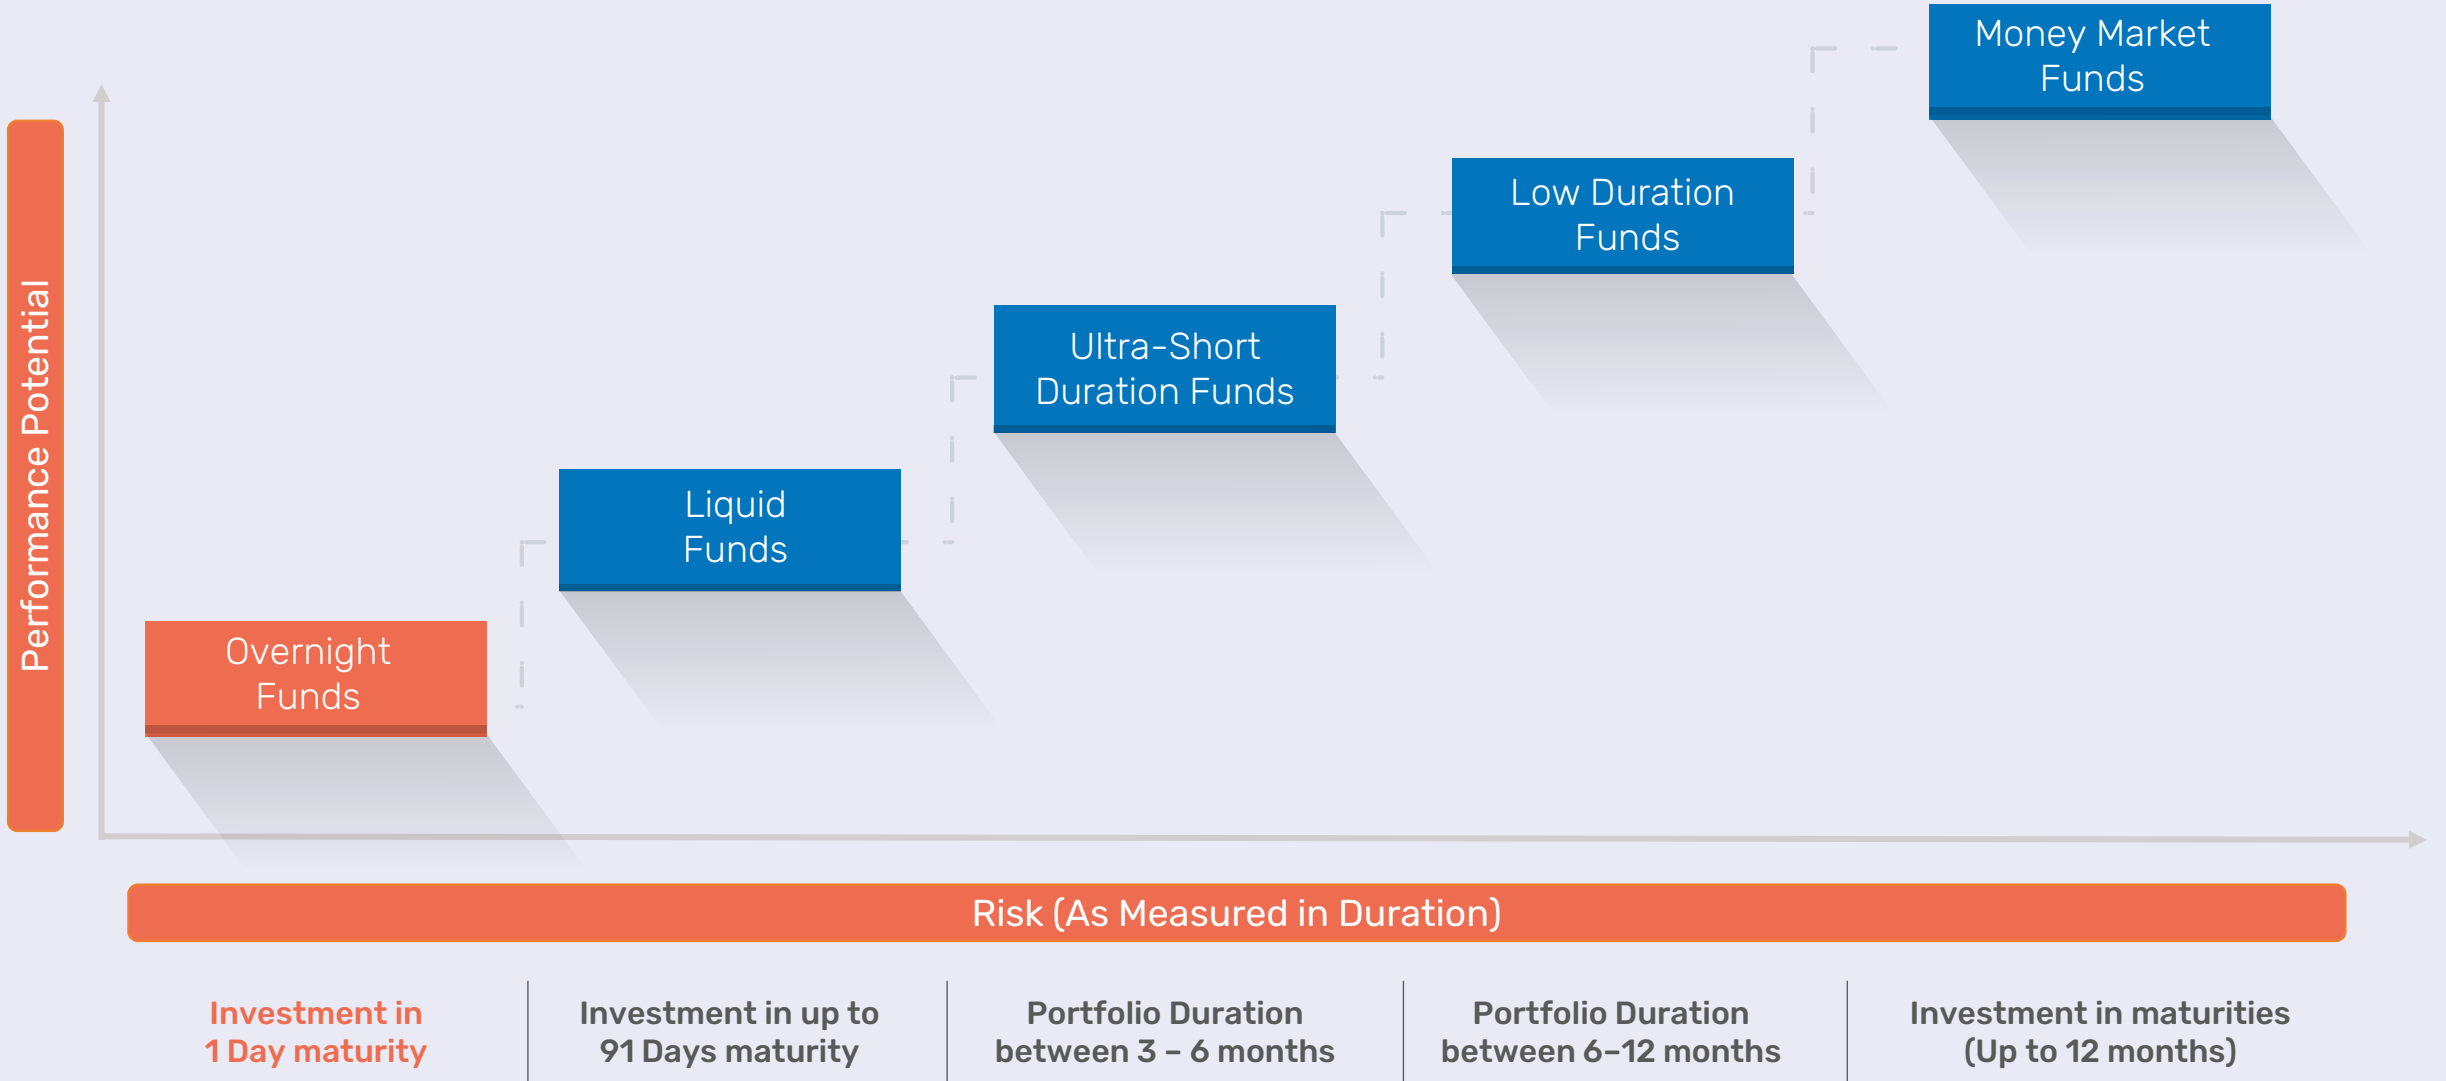 Money Market
Funds
Low Duration
Funds
Ultra-Short
Duration Funds
Liquid
Funds
Overnight
Funds
Performance Potential
Risk (As Measured in Duration)
Investment in
1 Day maturity
Investment in up to
91 Days maturity
Portfolio Duration
between 3 – 6 months
Portfolio Duration
between 6–12 months
Investment in maturities
(Up to 12 months)